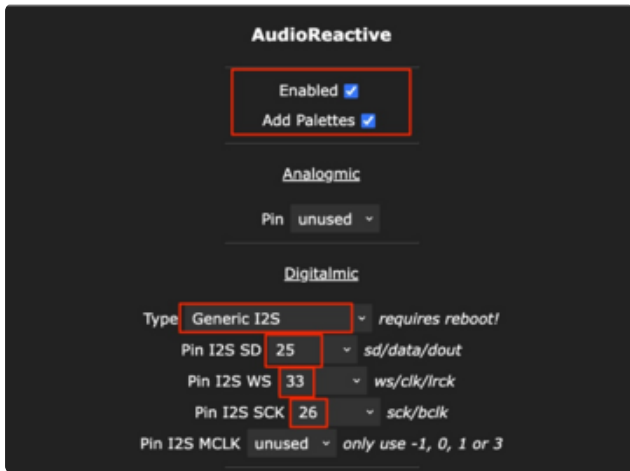 AudioReactive
Enabled
Add Palettes
Analogmic
Pin unused
Digitalmic
Type Generic I2S requires reboot!
Pin I2S SD 25 sd/data/dout
Pin I2S WS 33 ws/clk/lrck
Pin I2S SCK 26 sck/bclk
Pin I2S MCLK unused only use -1, 0, 1 or 3